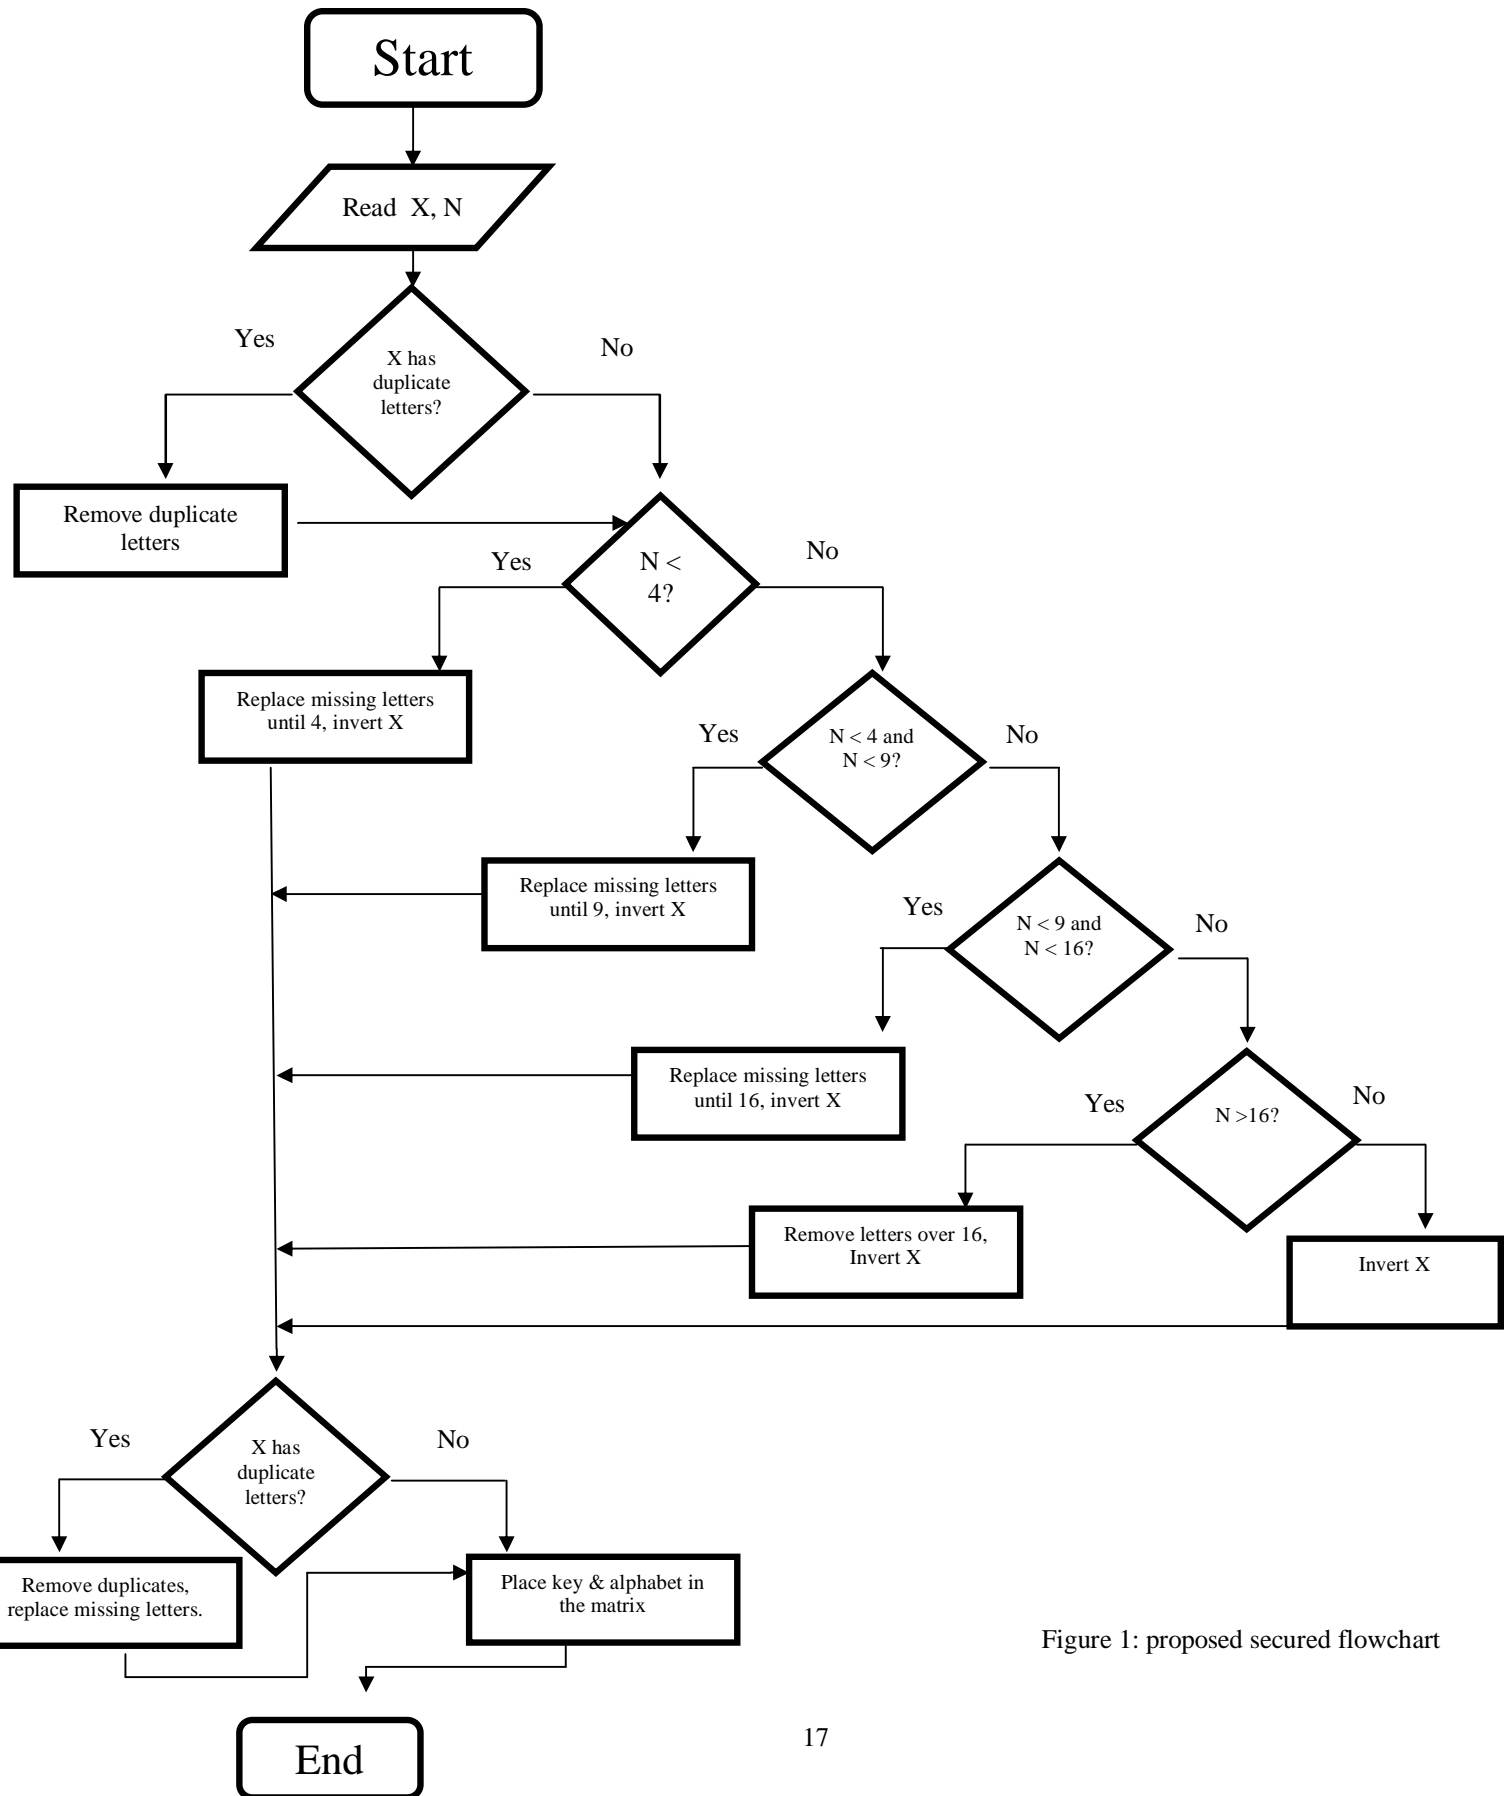 Start
Read X, N
Yes
No
X has
duplicate
letters?
Remove duplicate
letters
Yes
No
N <
4?
Replace missing letters
until 4, invert X
Yes
No
N < 4 and
N < 9?
Replace missing letters
until 9, invert X
Yes
No
N < 9 and
N < 16?
Replace missing letters
until 16, invert X
Yes
No
N >16?
Remove letters over 16,
Invert X
Invert X
Yes
No
X has
duplicate
letters?
Remove duplicates,
replace missing letters.
Place key & alphabet in
the matrix
Figure 1: proposed secured flowchart
End
17